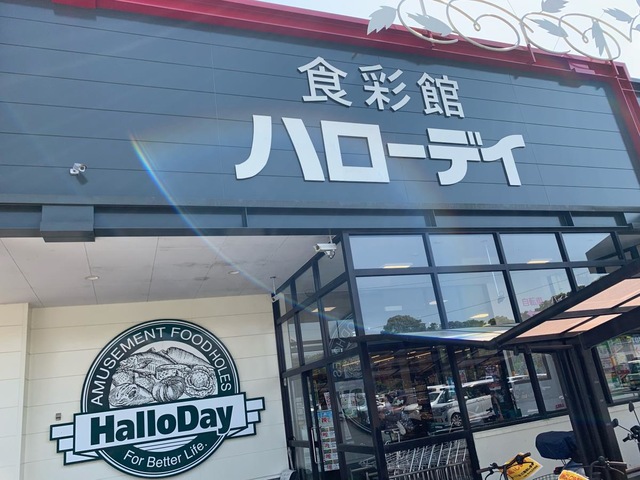 食彩館
ハローデイ
AMUSEMENT FOOD HOLES
HalloDay
For Better Life.